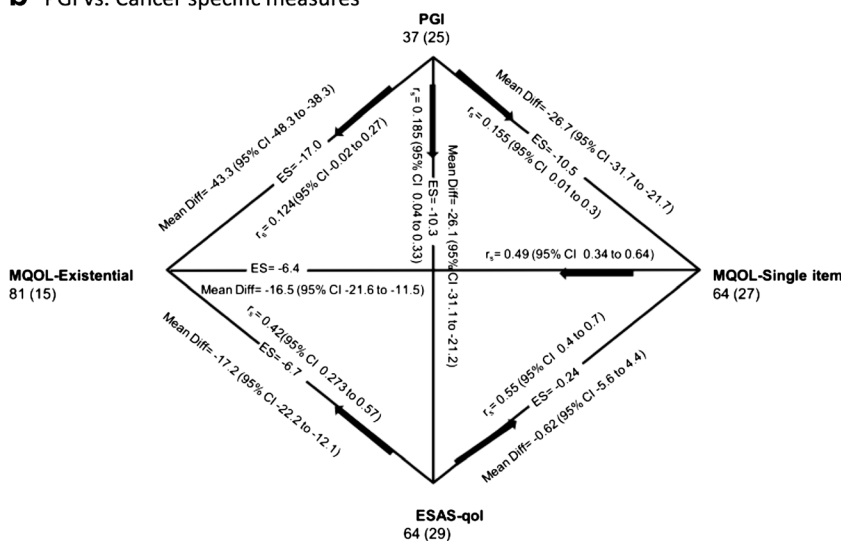 b PGI vs. Cancer specific measures
PGI
37 (25)
Mean Diff= -43.3 (95% CI -48.3 to -38.3)
ES= -17.0
r_s= 0.124(95% CI -0.02 to 0.27)
r_s= 0.185 (95% CI 0.04 to 0.33)
ES= -10.3
Mean Diff= -26.1 (95% CI -31.1 to -21.2)
Mean Diff= -26.7 (95% CI -31.7 to -21.7)
ES= -10.5
r_s= 0.155 (95% CI 0.01 to 0.3)
MQOL-Existential
81 (15)
ES= -6.4
Mean Diff= -16.5 (95% CI -21.6 to -11.5)
r_s= 0.49 (95% CI 0.34 to 0.64)
MQOL-Single item
64 (27)
r_s= 0.42(95% CI 0.273 to 0.57)
ES= -6.7
Mean Diff= -17.2 (95% CI -22.2 to -12.1)
r_s= 0.55 (95% CI 0.4 to 0.7)
ES= -0.24
Mean Diff= -0.62 (95% CI -5.6 to 4.4)
ESAS-qol
64 (29)